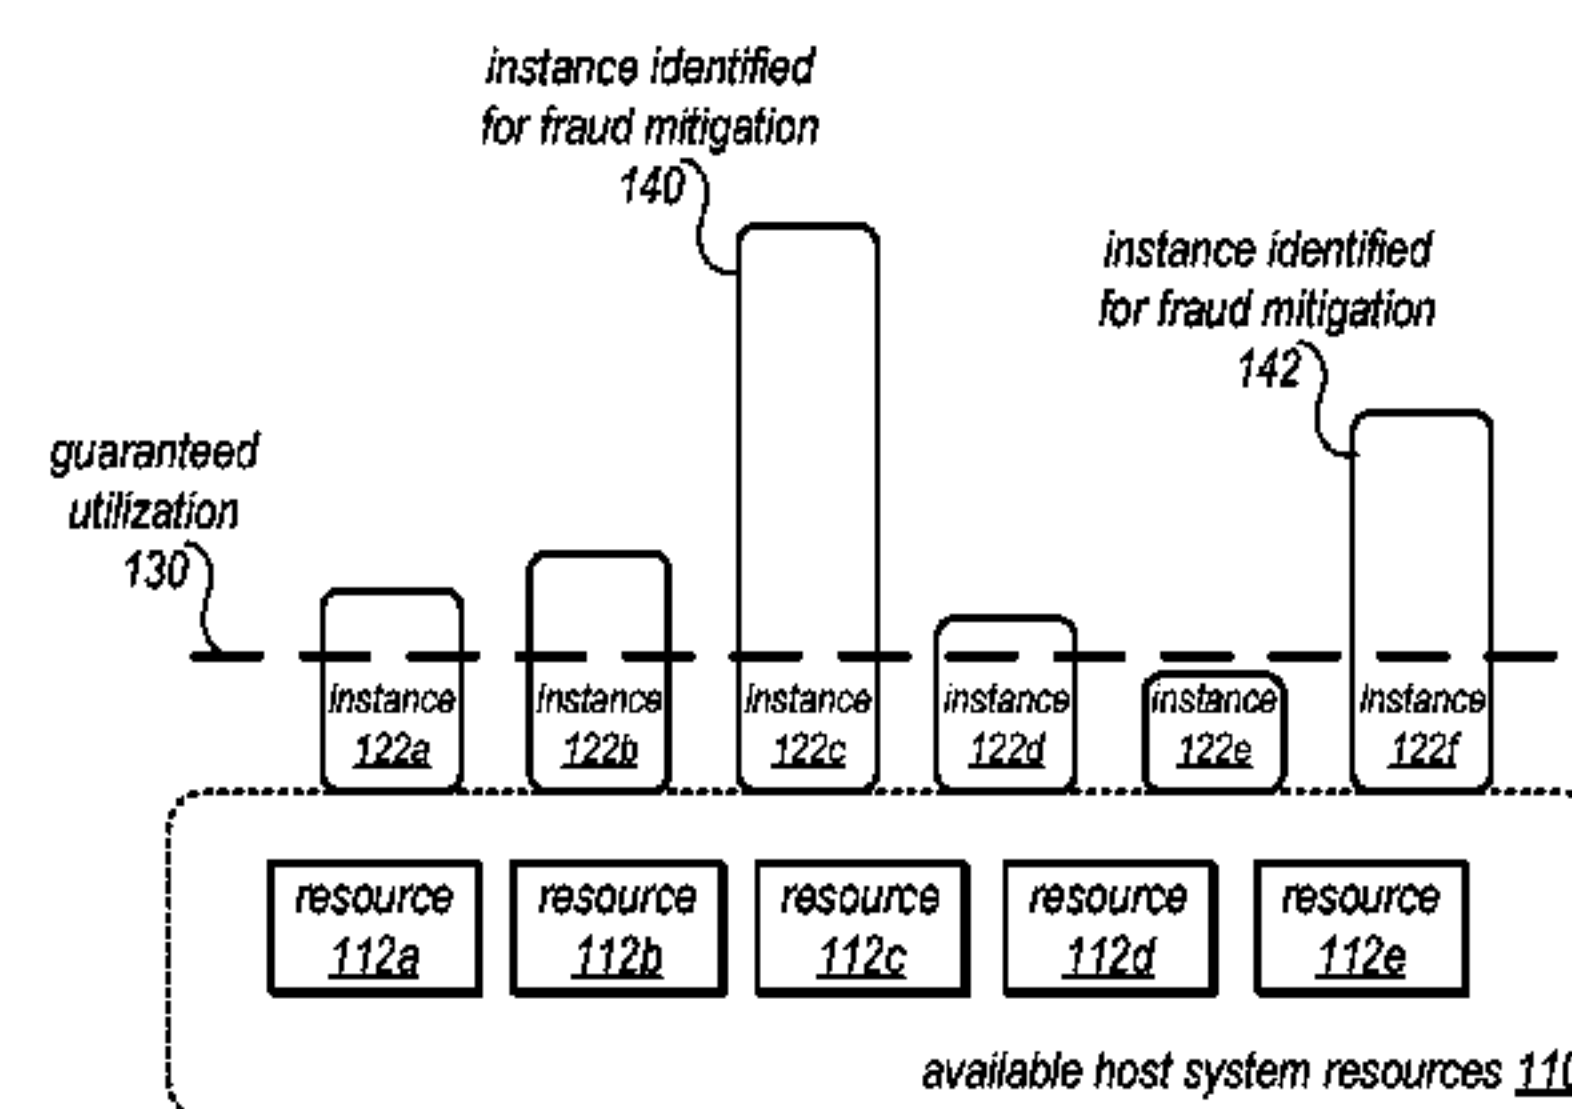 instance identified
for fraud mitigation
140
instance identified
for fraud mitigation
142
guaranteed
utilization
130
instance instance instance instance instance instance
122a 122b 122c 122d 122e 122f
resource resource resource resource resource
112a 112b 112c 112d 112e
available host system resources 110